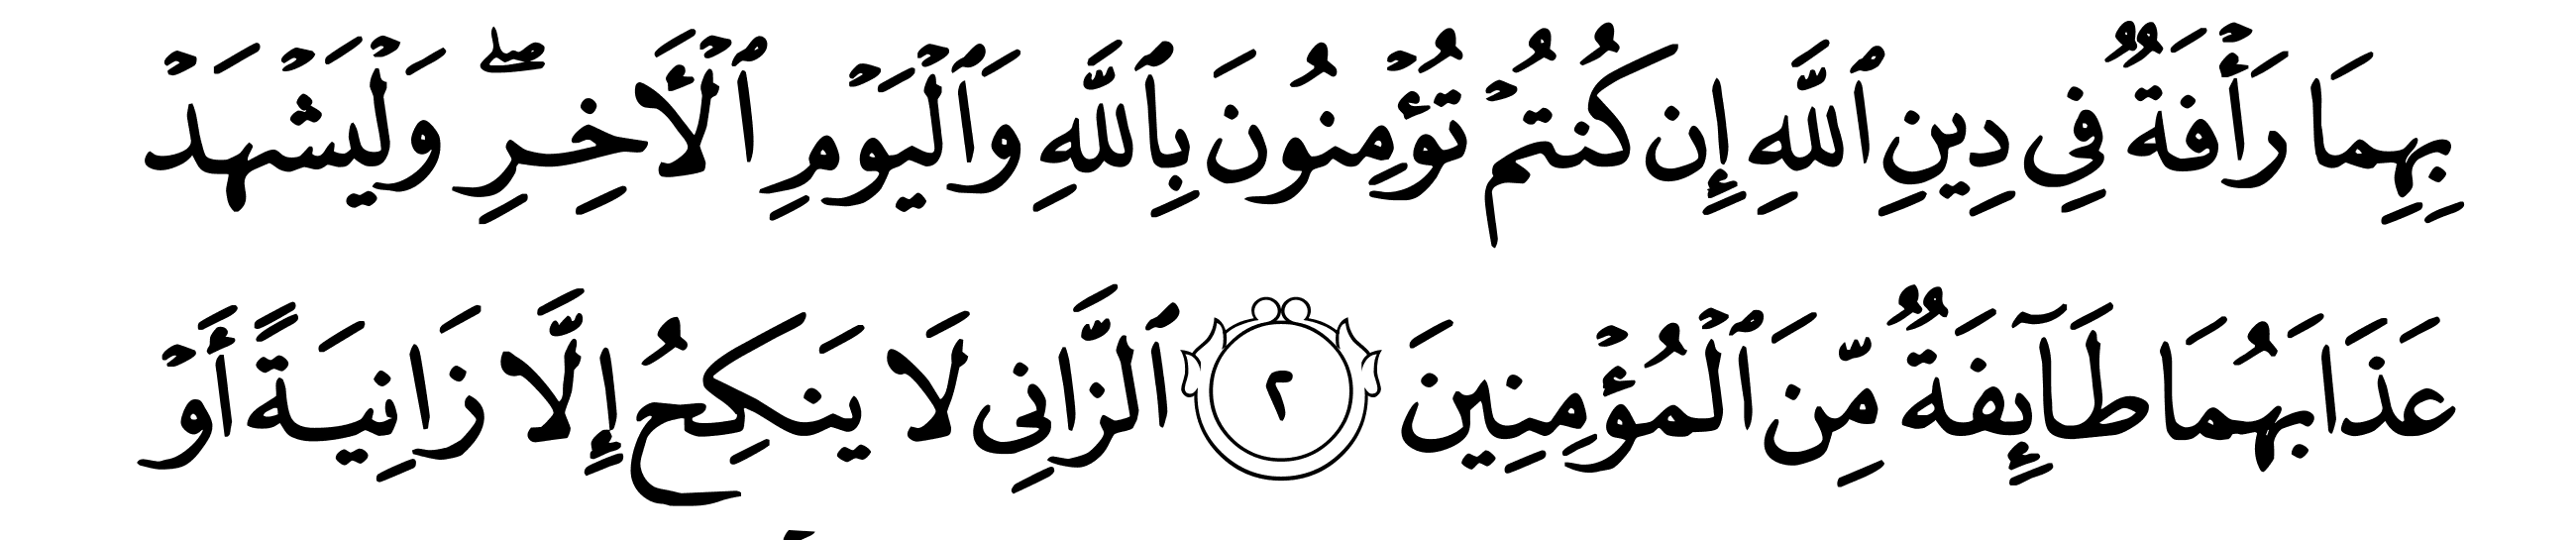 بِهِمَا رَأۡفَةٞ فِي دِينِ ٱللَّهِ إِن كُنتُمۡ تُؤۡمِنُونَ بِٱللَّهِ وَٱلۡيَوۡمِ ٱلۡأٓخِرِۖ وَلۡيَشۡهَدۡ
عَذَابَهُمَا طَآئِفَةٞ مِّنَ ٱلۡمُؤۡمِنِينَ ٢ ٱلزَّانِي لَا يَنكِحُ إِلَّا زَانِيَةً أَوۡ